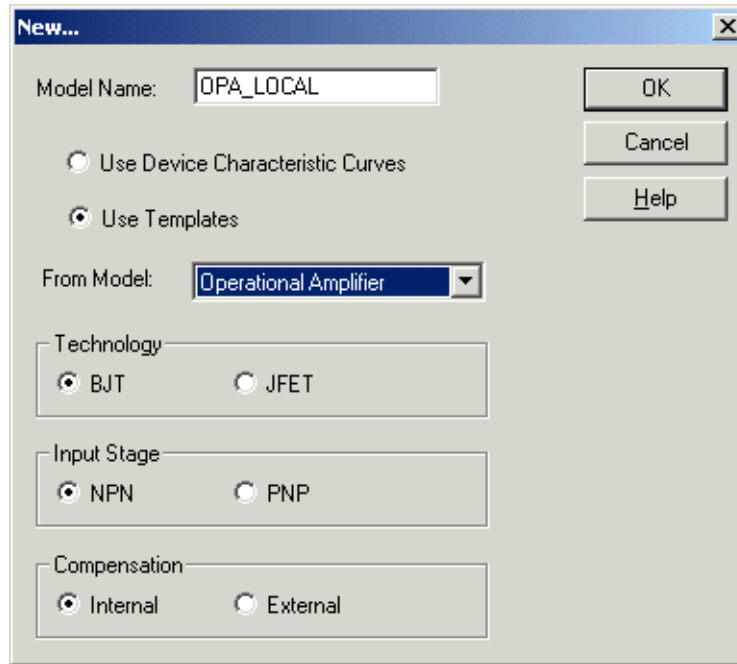 New...
Model Name: OPA_LOCAL
OK
Use Device Characteristic Curves
Cancel
Use Templates
Help
From Model: Operational Amplifier
Technology
BJT JFET
Input Stage
NPN PNP
Compensation
Internal External